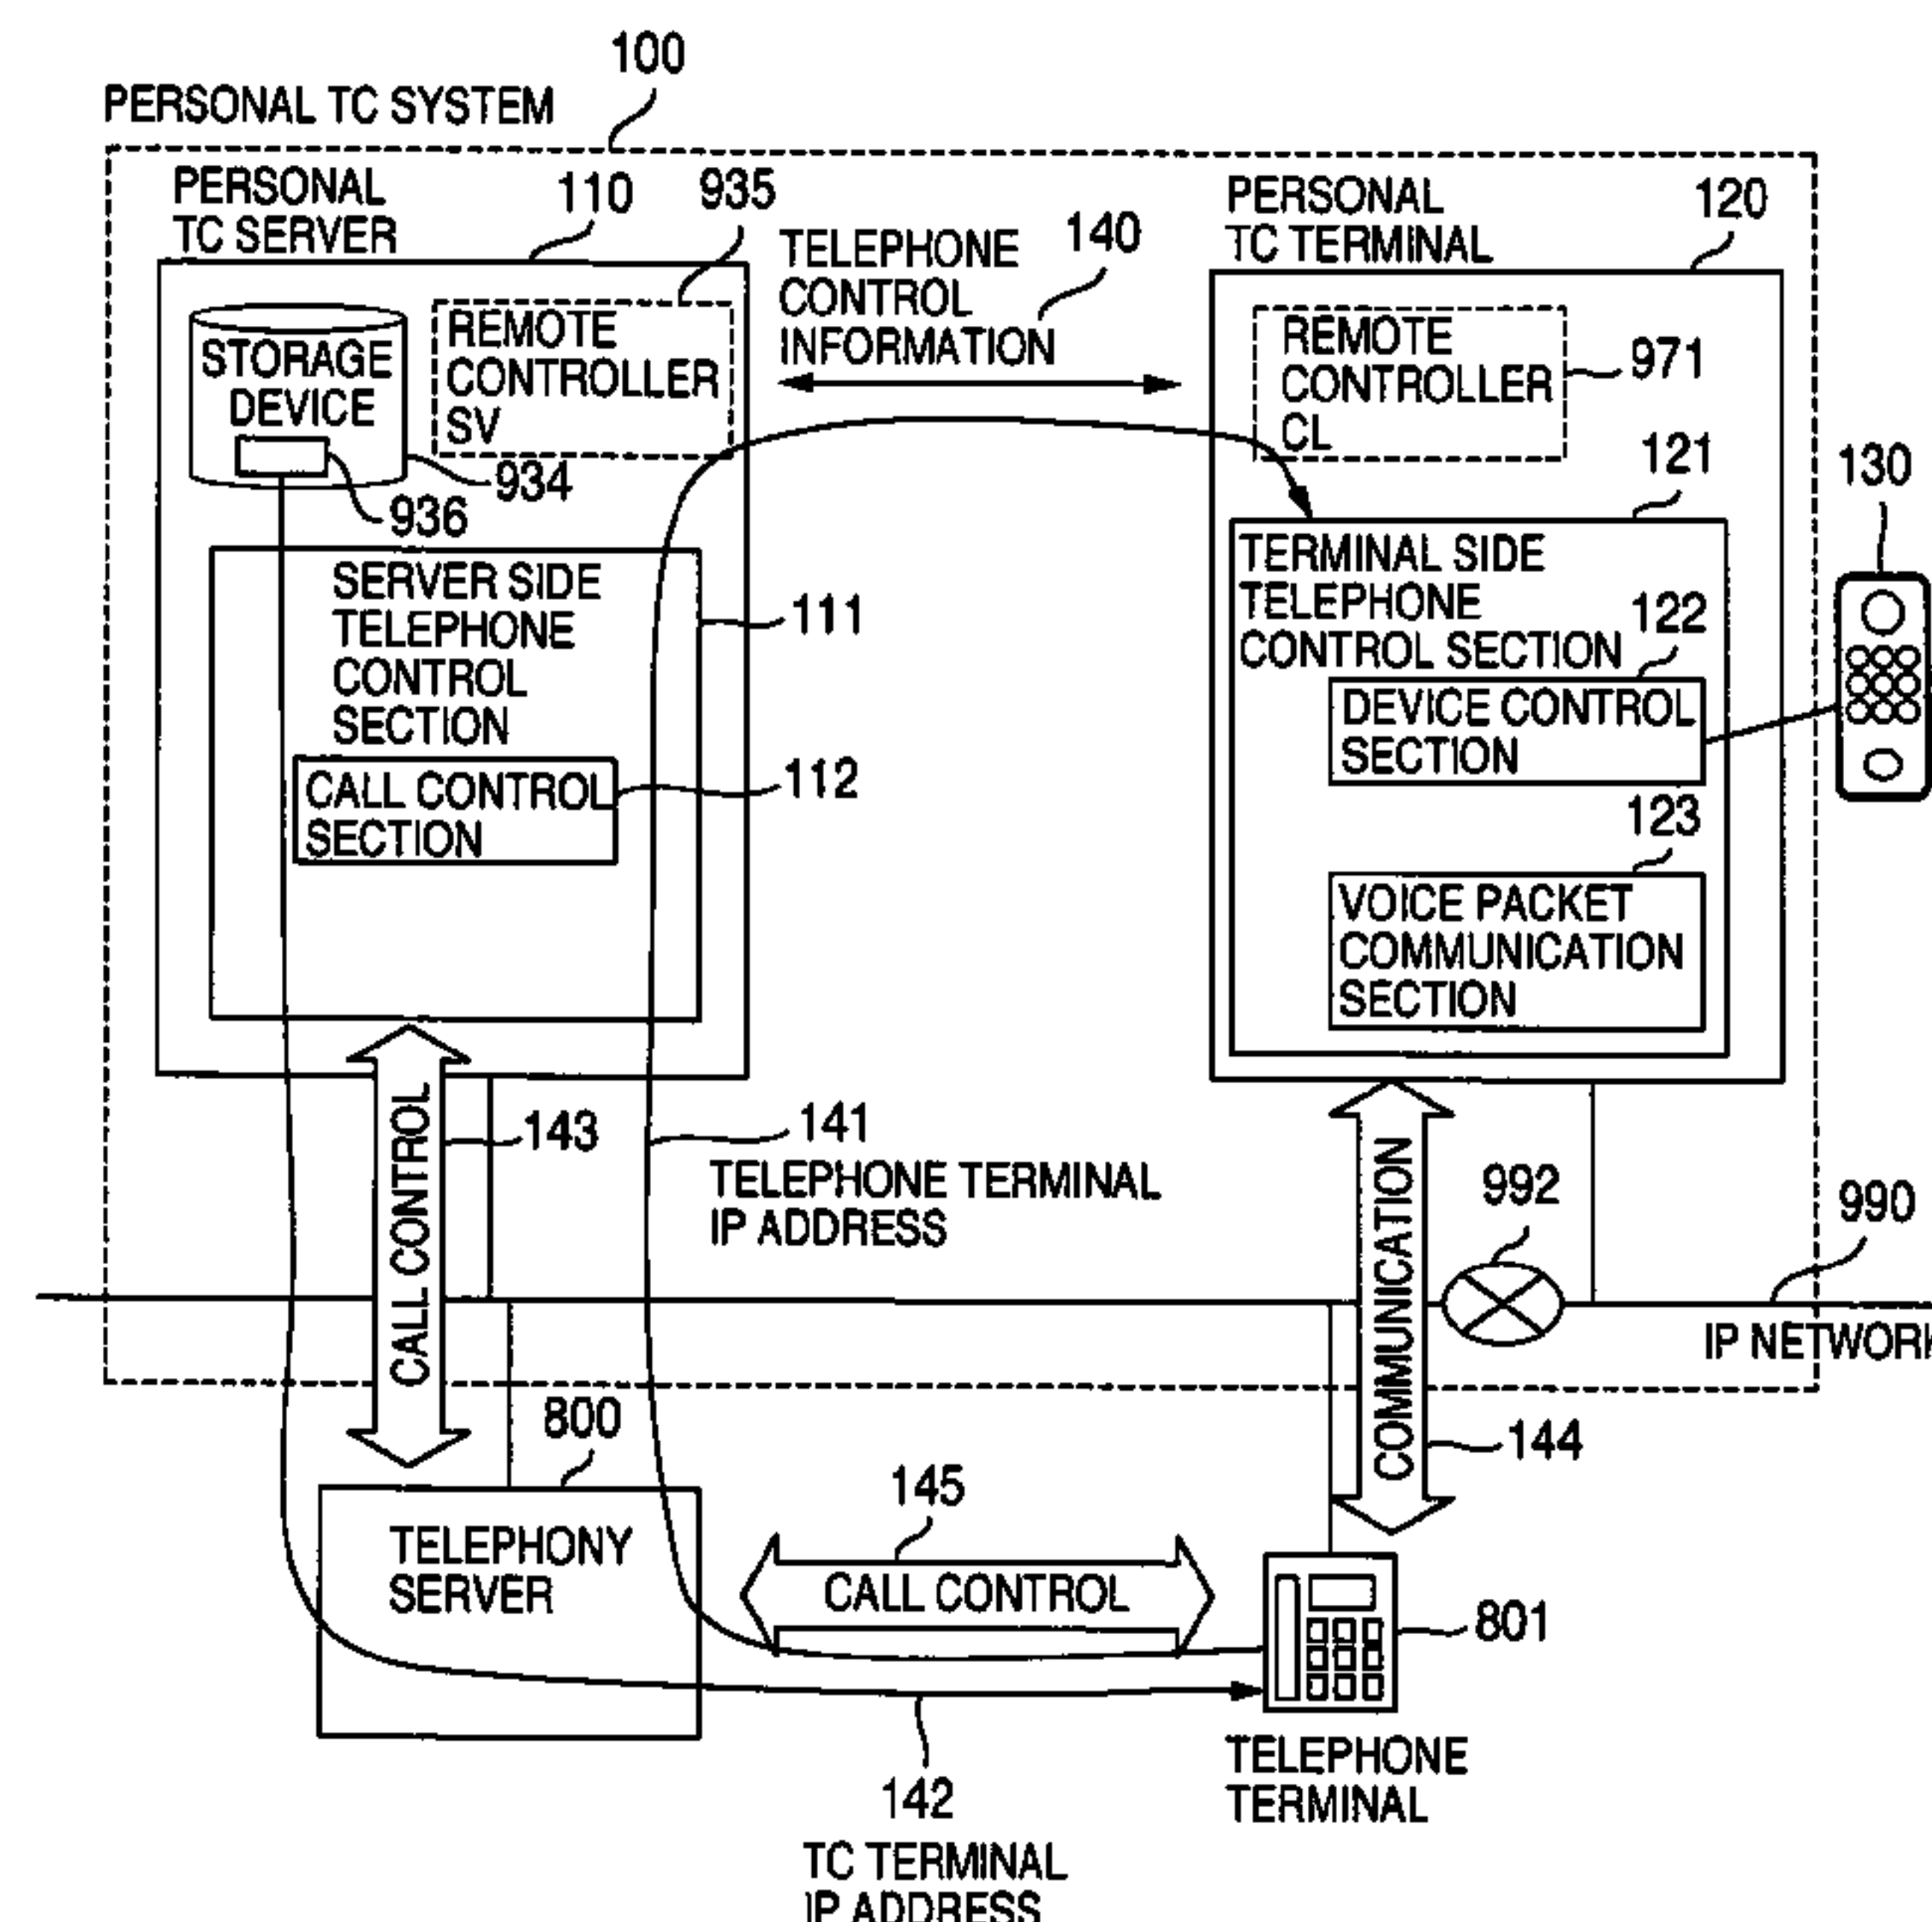 100
PERSONAL TC SYSTEM
PERSONAL
TC SERVER
110
935
TELEPHONE
CONTROL
INFORMATION
140
PERSONAL
TC TERMINAL
120
STORAGE
DEVICE
REMOTE
CONTROLLER
SV
934
936
REMOTE
CONTROLLER
CL
971
121
130
SERVER SIDE
TELEPHONE
CONTROL
SECTION
111
CALL CONTROL
SECTION
112
TERMINAL SIDE
TELEPHONE
CONTROL SECTION
122
DEVICE CONTROL
SECTION
123
VOICE PACKET
COMMUNICATION
SECTION
CALL CONTROL
143
141
TELEPHONE TERMINAL
IP ADDRESS
COMMUNICATION
992
990
IP NETWORK
144
800
TELEPHONY
SERVER
145
CALL CONTROL
801
TELEPHONE
TERMINAL
142
TC TERMINAL
IP ADDRESS